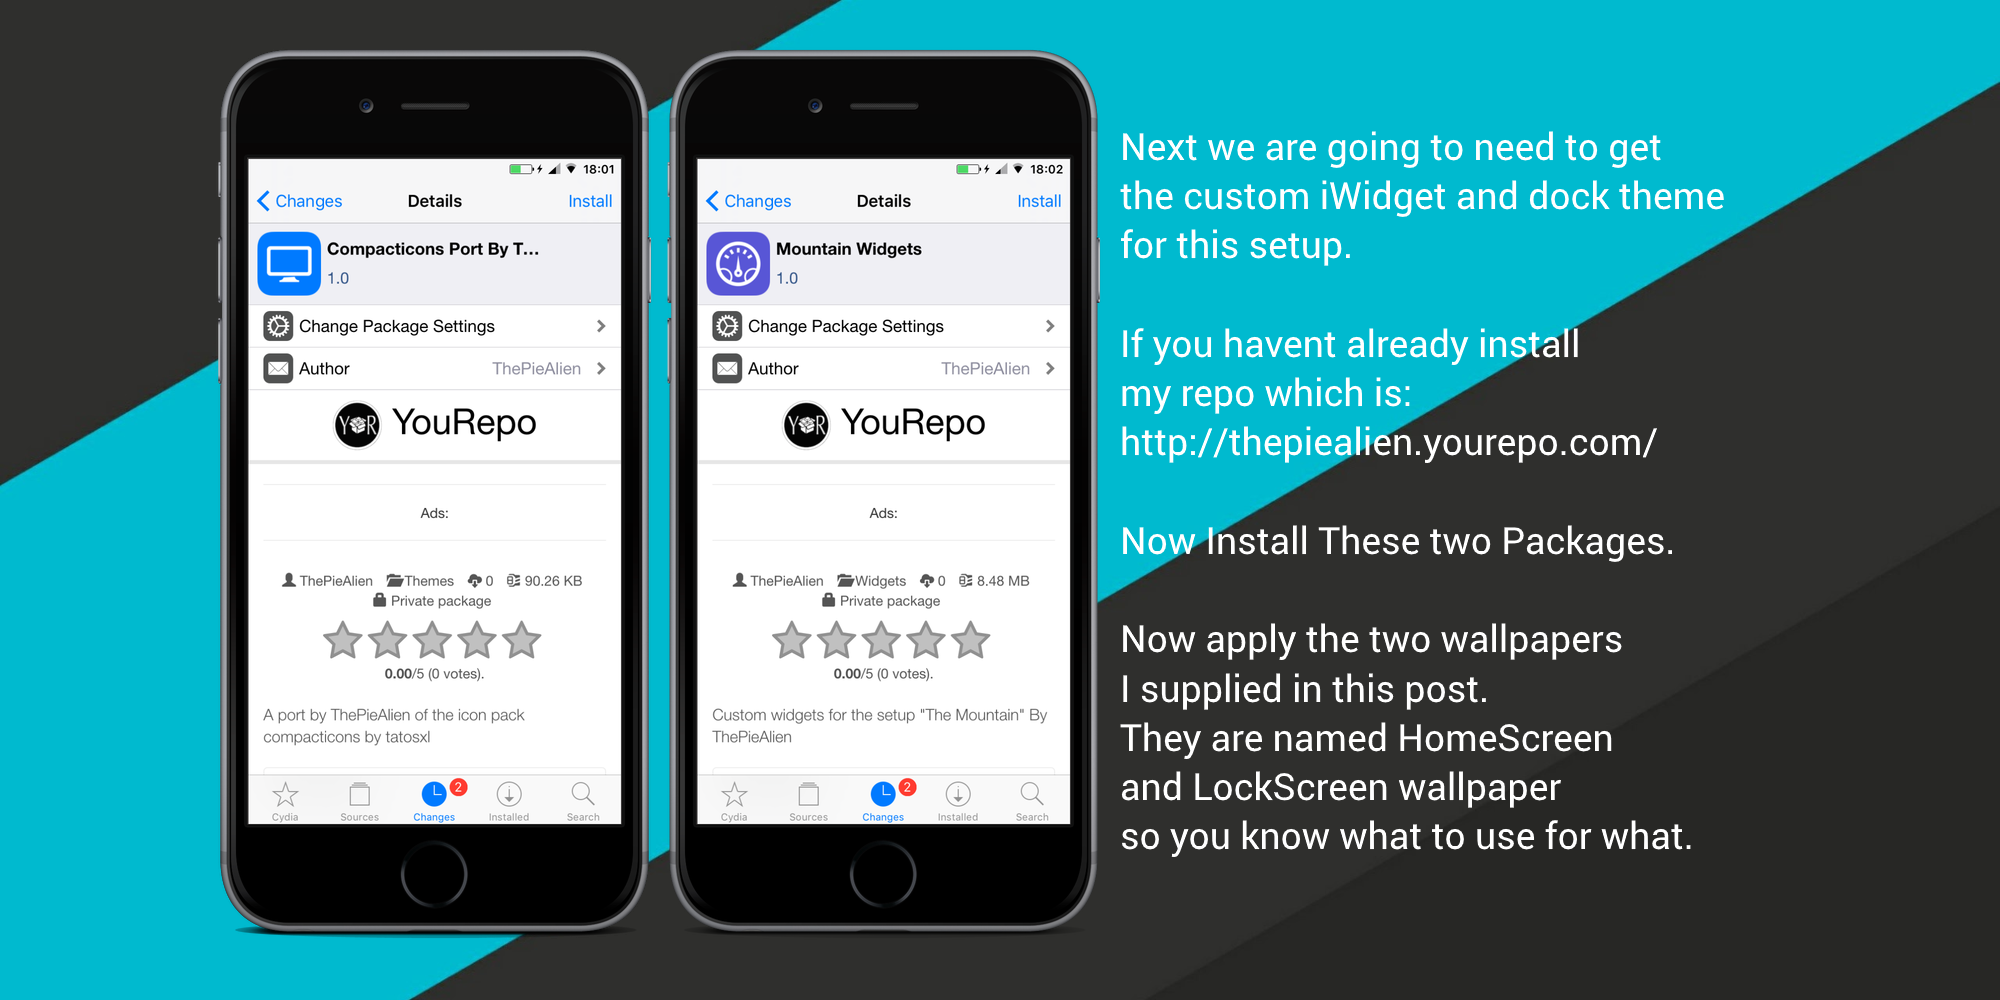 18:01
Changes
Details
Install
Compacticons Port By T...
1.0
Change Package Settings
Author
ThePieAlien
YOR YouRepo
Ads:
ThePieAlien Themes 0 90.26 KB
Private package
0.00/5 (0 votes).
A port by ThePieAlien of the icon pack
compacticons by tatosxl
2
Cydia
Sources
Changes
Installed
Search
18:02
Changes
Details
Install
Mountain Widgets
1.0
Change Package Settings
Author
ThePieAlien
YOR YouRepo
Ads:
ThePieAlien Widgets 0 8.48 MB
Private package
0.00/5 (0 votes).
Custom widgets for the setup "The Mountain" By
ThePieAlien
2
Cydia
Sources
Changes
Installed
Search
Next we are going to need to get
the custom iWidget and dock theme
for this setup.
If you havent already install
my repo which is:
http://thepiealien.yourepo.com/
Now Install These two Packages.
Now apply the two wallpapers
I supplied in this post.
They are named HomeScreen
and LockScreen wallpaper
so you know what to use for what.